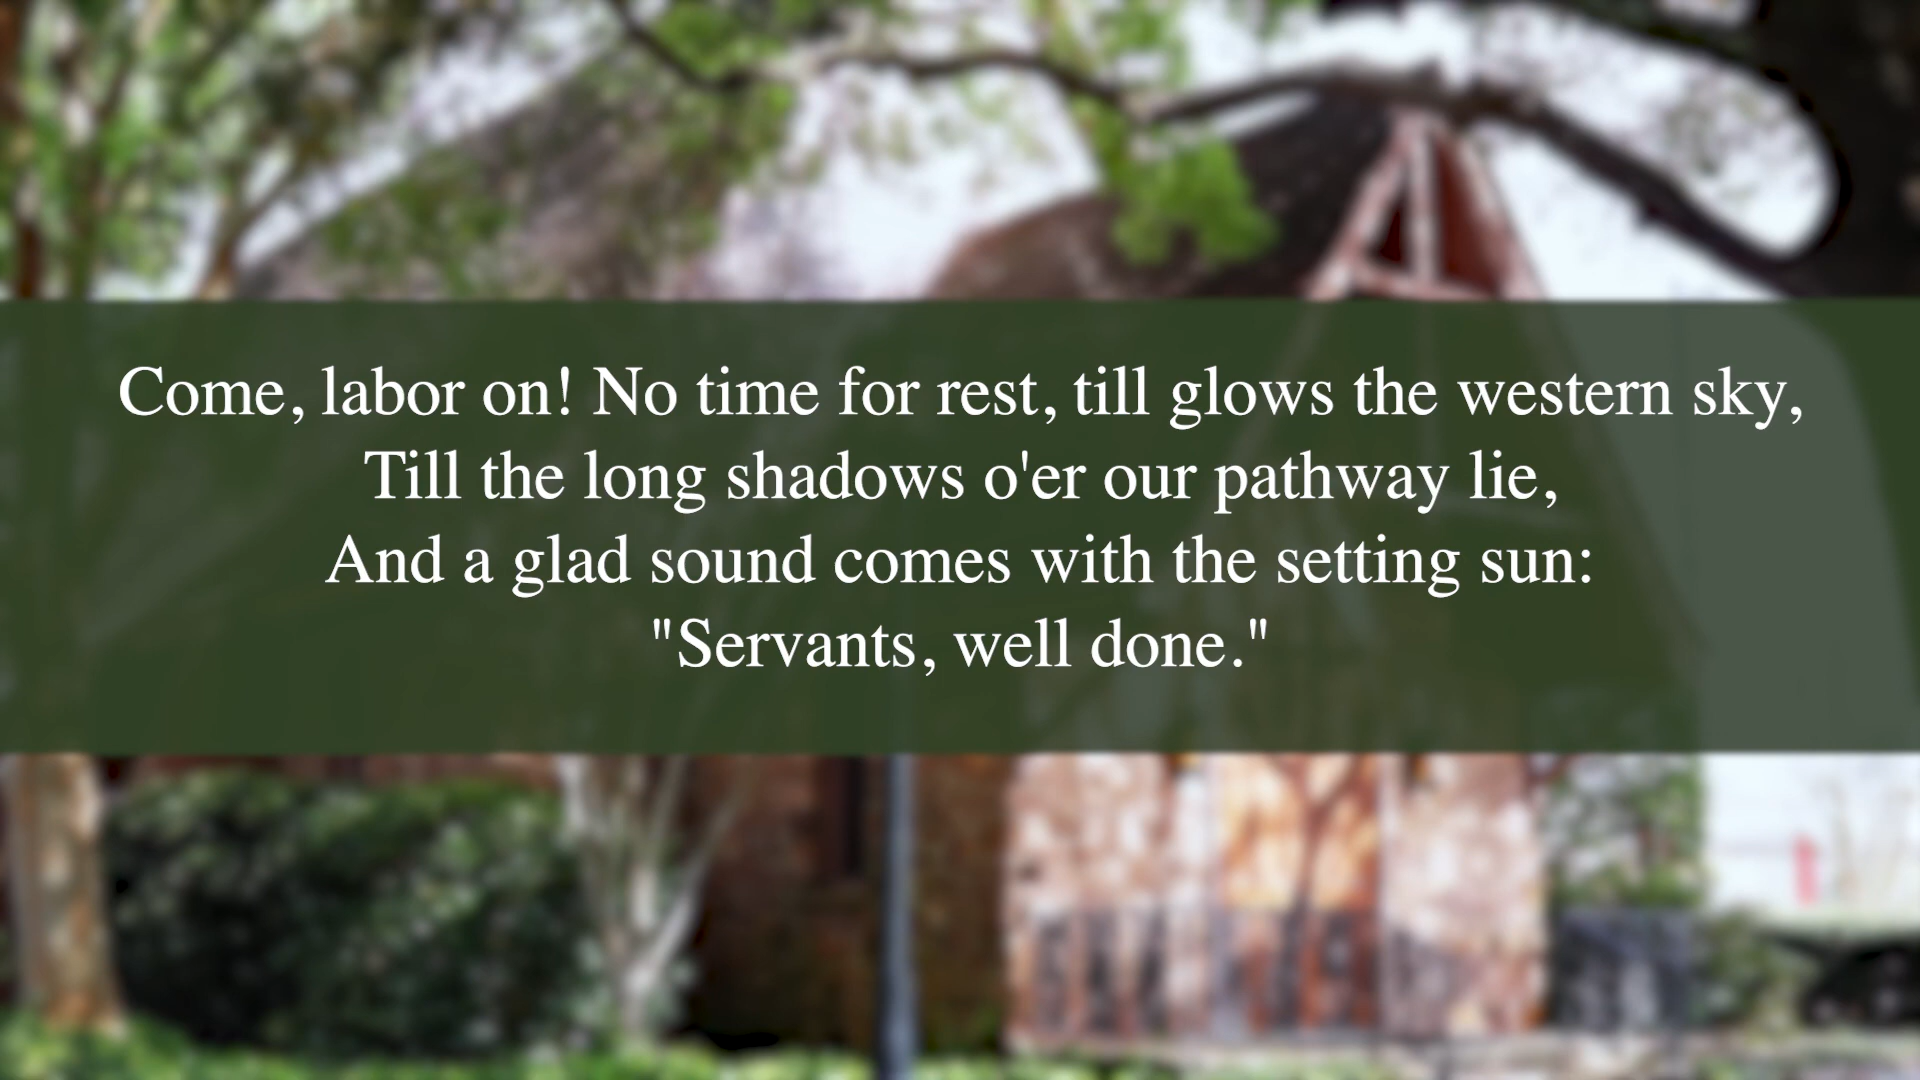 Come, labor on! No time for rest, till glows the western sky,
Till the long shadows o'er our pathway lie,
And a glad sound comes with the setting sun:
"Servants, well done."